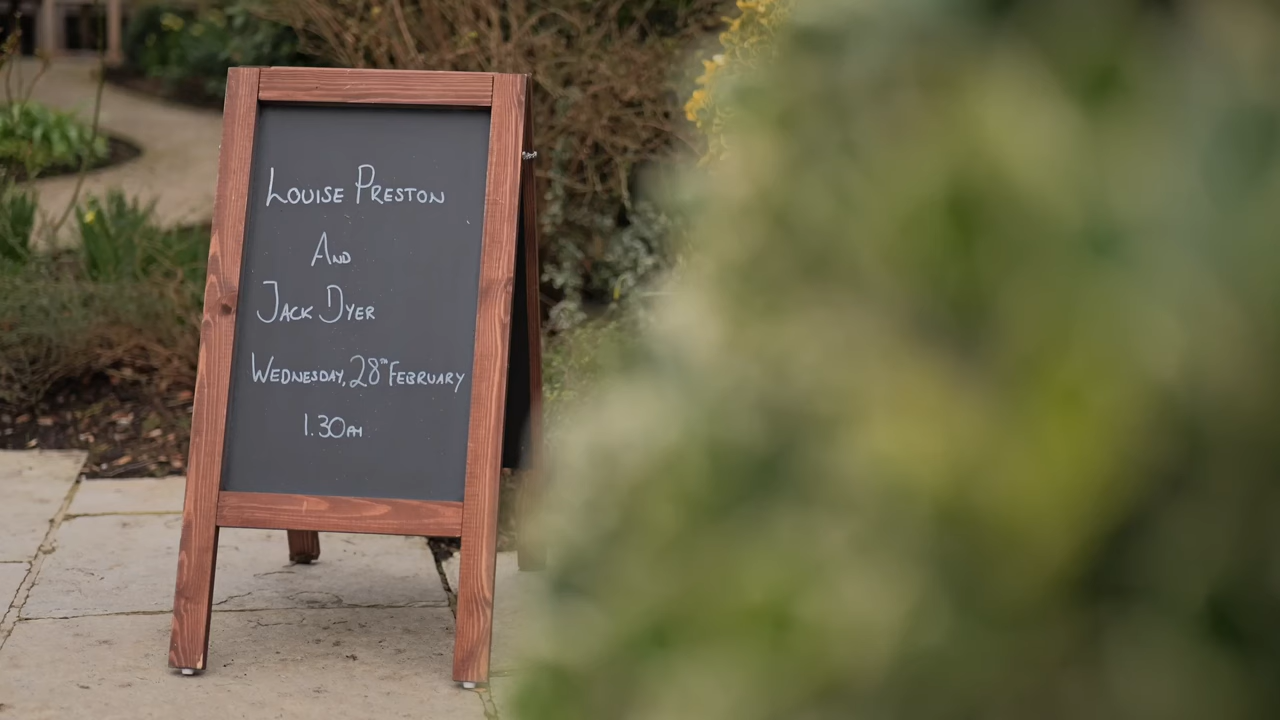 Louise Preston
And
Jack Dyer
Wednesday, 28th February
1.30pm